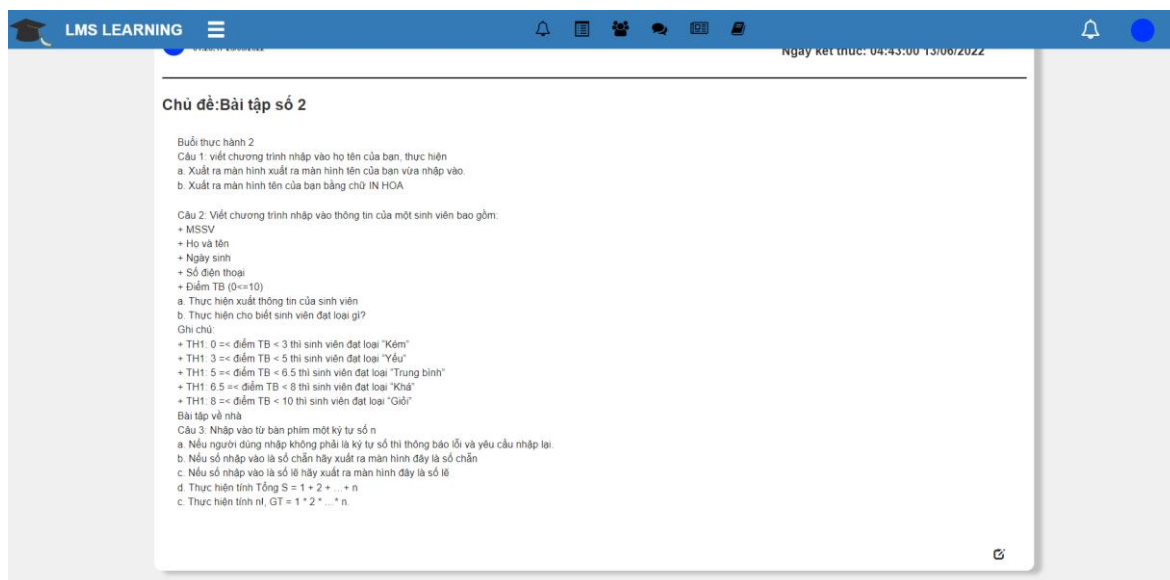 LMS LEARNING
Ngày kết thúc: 04:43:00 13/06/2022
Chủ đề:Bài tập số 2
Buổi thực hành 2
Câu 1: viết chương trình nhập vào họ tên của bạn, thực hiện
a. Xuất ra màn hình xuất ra màn hình tên của bạn vừa nhập vào.
b. Xuất ra màn hình tên của bạn bằng chữ IN HOA
Câu 2: Viết chương trình nhập vào thông tin của một sinh viên bao gồm:
+ MSSV
+ Họ và tên
+ Ngày sinh
+ Số điện thoại
+ Điểm TB (0<=10)
a. Thực hiện xuất thông tin của sinh viên
b. Thực hiện cho biết sinh viên đạt loại gì?
Ghi chú:
+ TH1: 0 =< điểm TB < 3 thì sinh viên đạt loại "Kém"
+ TH1: 3 =< điểm TB < 5 thì sinh viên đạt loại "Yếu"
+ TH1: 5 =< điểm TB < 6.5 thì sinh viên đạt loại "Trung bình"
+ TH1: 6.5 =< điểm TB < 8 thì sinh viên đạt loại "Khá"
+ TH1: 8 =< điểm TB < 10 thì sinh viên đạt loại "Giỏi"
Bài tập về nhà
Câu 3: Nhập vào từ bàn phím một ký tự số n
a. Nếu người dùng nhập không phải là ký tự số thì thông báo lỗi và yêu cầu nhập lại.
b. Nếu số nhập vào là số chẵn hãy xuất ra màn hình đây là số chẵn
c. Nếu số nhập vào là số lẽ hãy xuất ra màn hình đây là số lẽ
d. Thực hiện tính Tổng S = 1 + 2 + ...+ n
c. Thực hiện tính n!, GT = 1 * 2 * ...* n.